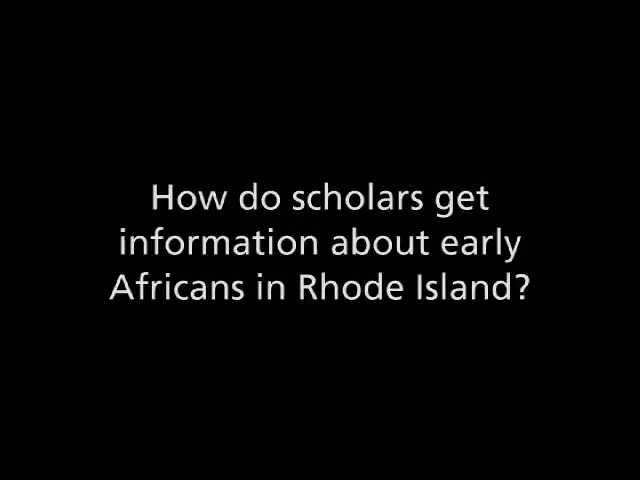 How do scholars get
information about early
Africans in Rhode Island?